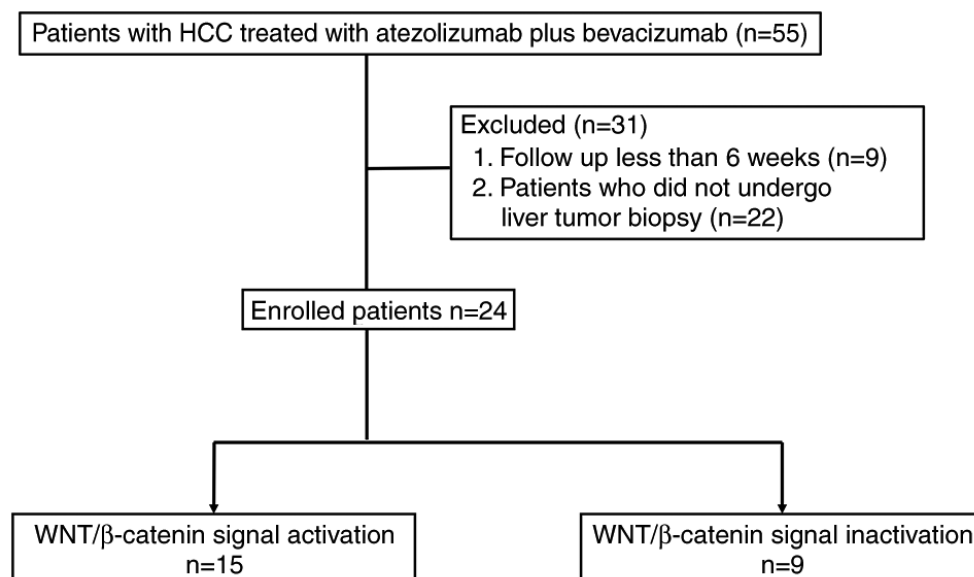 Patients with HCC treated with atezolizumab plus bevacizumab (n=55)
Excluded (n=31)
1. Follow up less than 6 weeks (n=9)
2. Patients who did not undergo
liver tumor biopsy (n=22)
Enrolled patients n=24
WNT/β-catenin signal activation
n=15
WNT/β-catenin signal inactivation
n=9